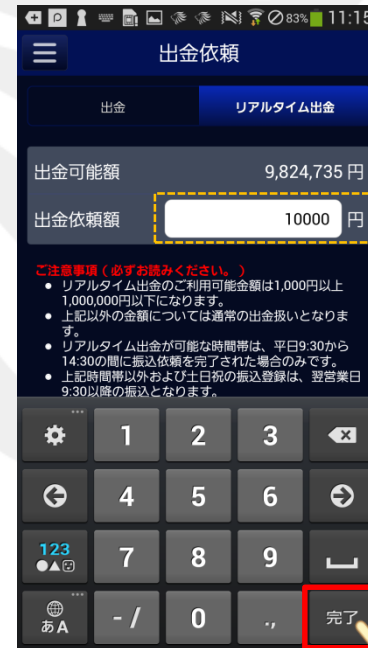 83% 11:15
出金依頼
出金 リアルタイム出金
出金可能額 9,824,735 円
出金依頼額 10000 円
ご注意事項（必ずお読みください。）
● リアルタイム出金のご利用可能金額は1,000円以上
1,000,000円以下になります。
● 上記以外の金額については通常の出金扱いとなりま
す。
● リアルタイム出金が可能な時間帯は、平日9:30から
14:30の間に振込依頼を完了された場合のみです。
● 上記時間帯以外および土日祝の振込登録は、翌営業日
9:30以降の振込となります。
1 2 3
4 5 6
123 7 8 9
あA - / 0 ., 完了